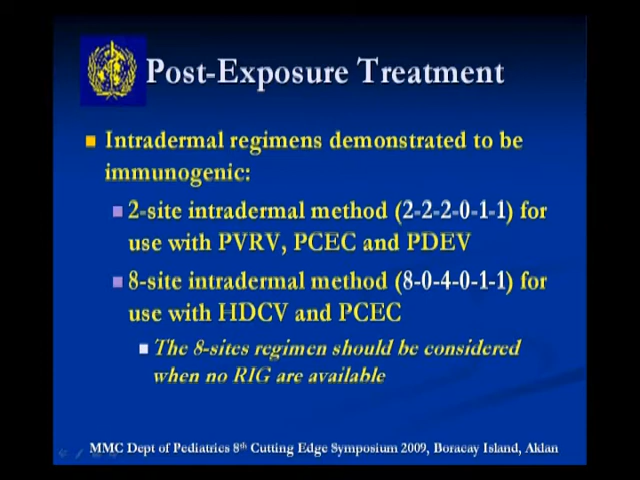 Post-Exposure Treatment
Intradermal regimens demonstrated to be
immunogenic:
2-site intradermal method (2-2-2-0-1-1) for
use with PVRV, PCEC and PDEV
8-site intradermal method (8-0-4-0-1-1) for
use with HDCV and PCEC
The 8-sites regimen should be considered
when no RIG are available
MMC Dept of Pediatrics 8th Cutting Edge Symposium 2009, Boracay Island, Aklan